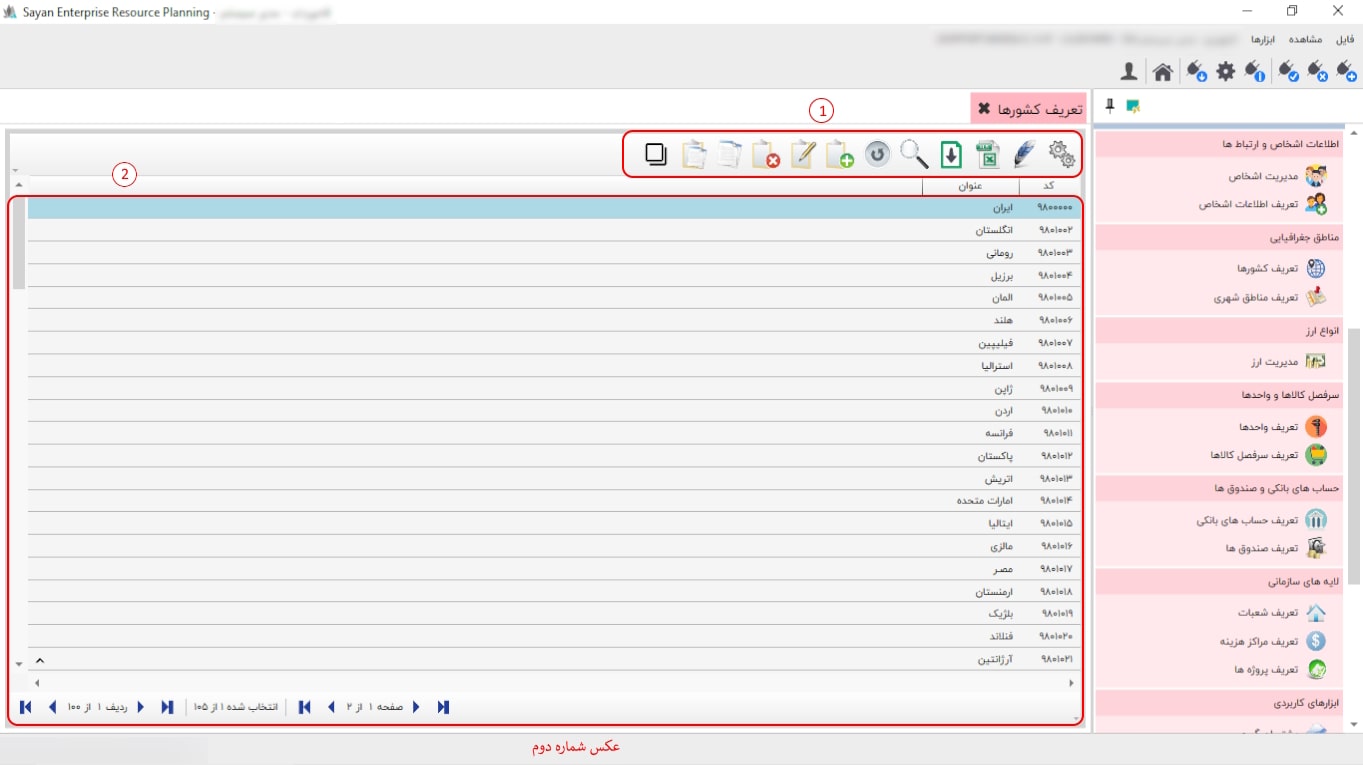 Sayan Enterprise Resource Planning -
فایل مشاهده ابزارها
تعریف کشورها
1
2
کد عنوان
۹۸۰۰۰۰۰ ایران
۹۸۰۱۰۰۲ انگلستان
۹۸۰۱۰۰۳ رومانی
۹۸۰۱۰۰۴ برزیل
۹۸۰۱۰۰۵ المان
۹۸۰۱۰۰۶ هلند
۹۸۰۱۰۰۷ فیلیپین
۹۸۰۱۰۰۸ استرالیا
۹۸۰۱۰۰۹ ژاپن
۹۸۰۱۰۱۰ اردن
۹۸۰۱۰۱۱ فرانسه
۹۸۰۱۰۱۲ پاکستان
۹۸۰۱۰۱۳ اتریش
۹۸۰۱۰۱۴ امارات متحده
۹۸۰۱۰۱۵ ایتالیا
۹۸۰۱۰۱۶ مالزی
۹۸۰۱۰۱۷ مصر
۹۸۰۱۰۱۸ ارمنستان
۹۸۰۱۰۱۹ بلژیک
۹۸۰۱۰۲۰ فنلاند
۹۸۰۱۰۲۱ آرژانتین
صفحه ۱ از ۲
انتخاب شده ۱ از ۱۰۵
ردیف ۱ از ۱۰۰
اطلاعات اشخاص و ارتباط ها
مدیریت اشخاص
تعریف اطلاعات اشخاص
مناطق جغرافیایی
تعریف کشورها
تعریف مناطق شهری
انواع ارز
مدیریت ارز
سرفصل کالاها و واحدها
تعریف واحدها
تعریف سرفصل کالاها
حساب های بانکی و صندوق ها
تعریف حساب های بانکی
تعریف صندوق ها
لایه های سازمانی
تعریف شعبات
تعریف مراکز هزینه
تعریف پروژه ها
ابزارهای کاربردی
عکس شماره دوم